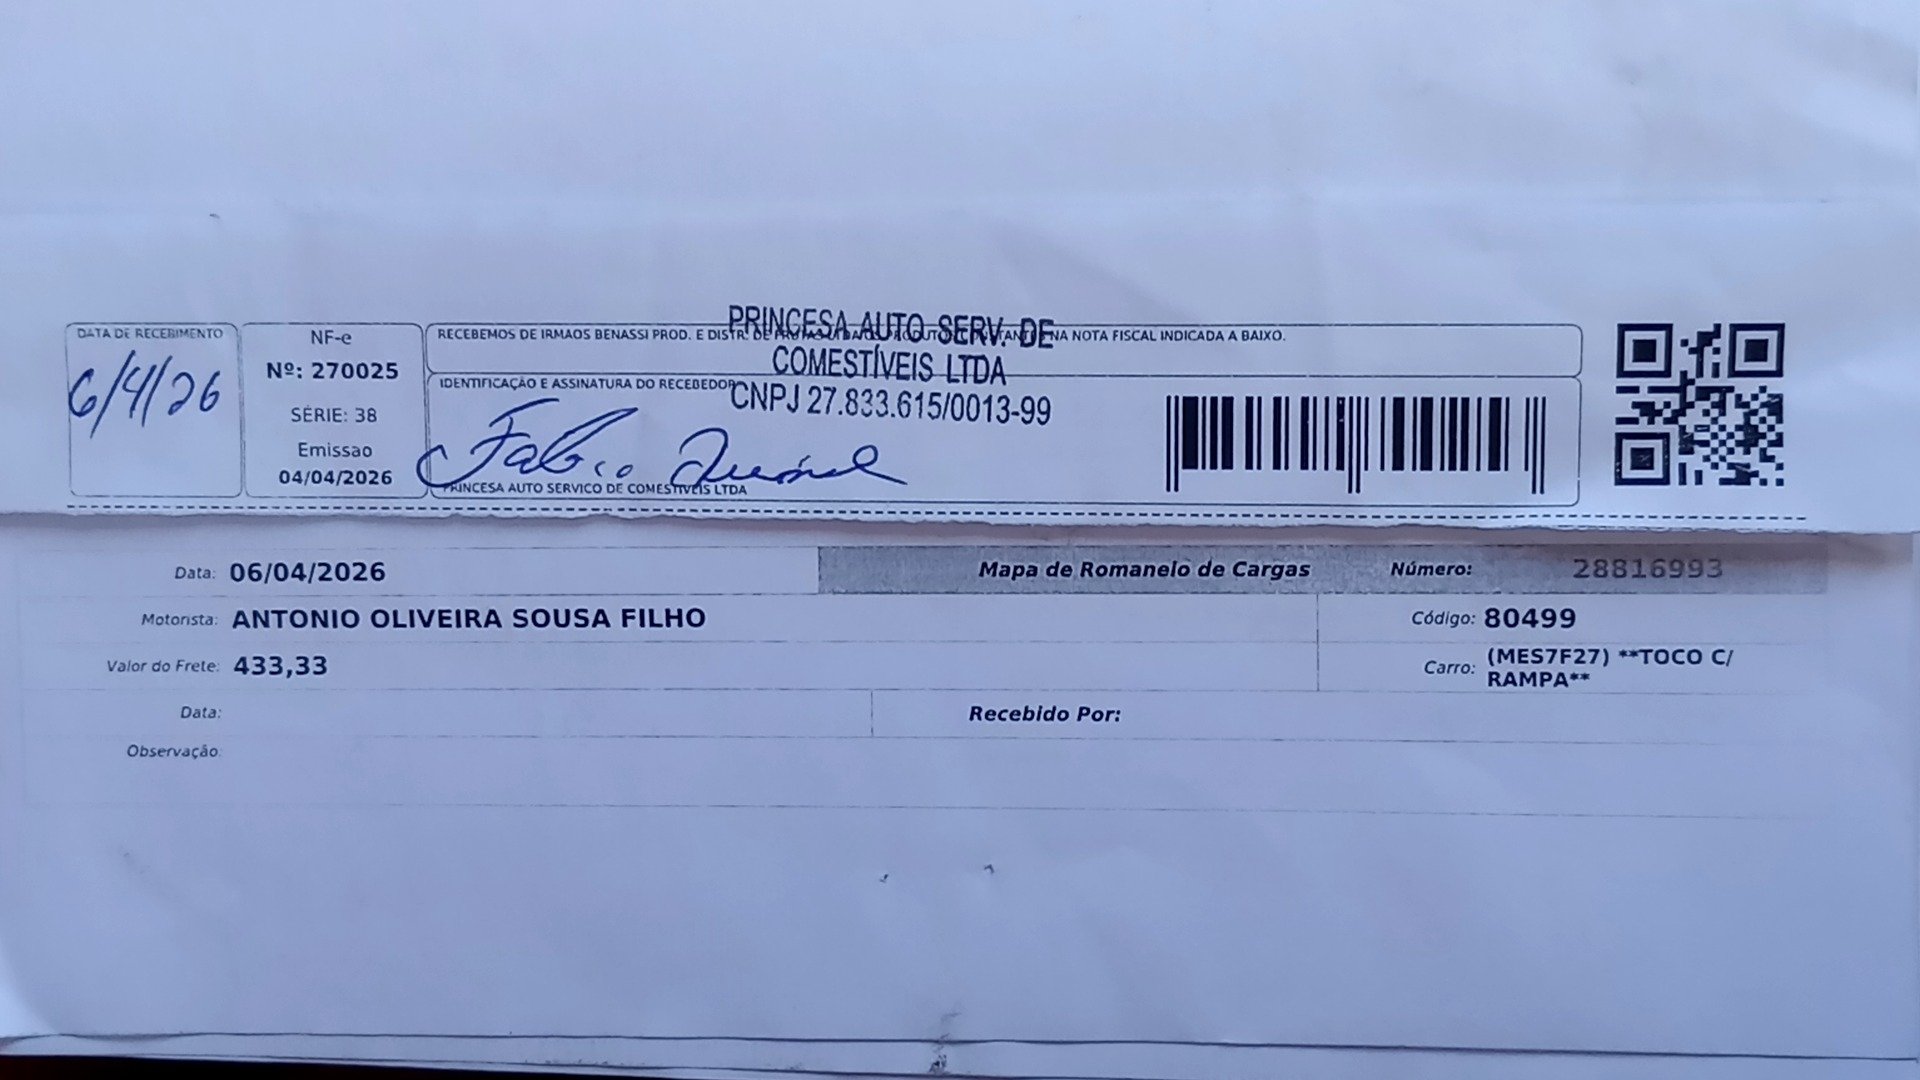 PRINCESA AUTO SERV. DE
COMESTÍVEIS LTDA
CNPJ 27.833.615/0013-99
DATA DE RECEBIMENTO
6/4/26
NF-e
Nº: 270025
SÉRIE: 38
Emissao
04/04/2026
RECEBEMOS DE IRMAOS BENASSI PROD. E DISTR. DE NA NOTA FISCAL INDICADA A BAIXO.
IDENTIFICAÇÃO E ASSINATURA DO RECEBEDOR
Fabio
PRINCESA AUTO SERVICO DE COMESTIVEIS LTDA
Data: 06/04/2026
Mapa de Romaneio de Cargas
Número: 28816993
Motorista: ANTONIO OLIVEIRA SOUSA FILHO
Código: 80499
Valor do Frete: 433,33
Carro: (MES7F27) **TOCO C/
RAMPA**
Data:
Recebido Por:
Observação: